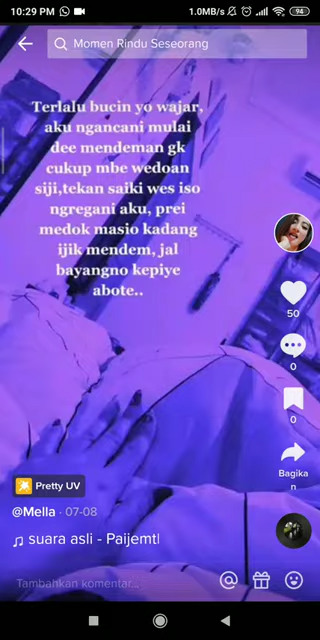 10:29 PM
1.0MB/s
94
Momen Rindu Seseorang
Terlalu bucin yo wajar,
aku ngancani mulai
dee mendeman gk
cukup mbe wedoan
siji,tekan saiki wes iso
ngregani aku, prei
medok masio kadang
ijik mendem, jal
bayangno kepiye
abote..
50
0
0
Bagika
n
Pretty UV
@Mella · 07-08
suara asli - Paijemtl
Tambahkan komentar...